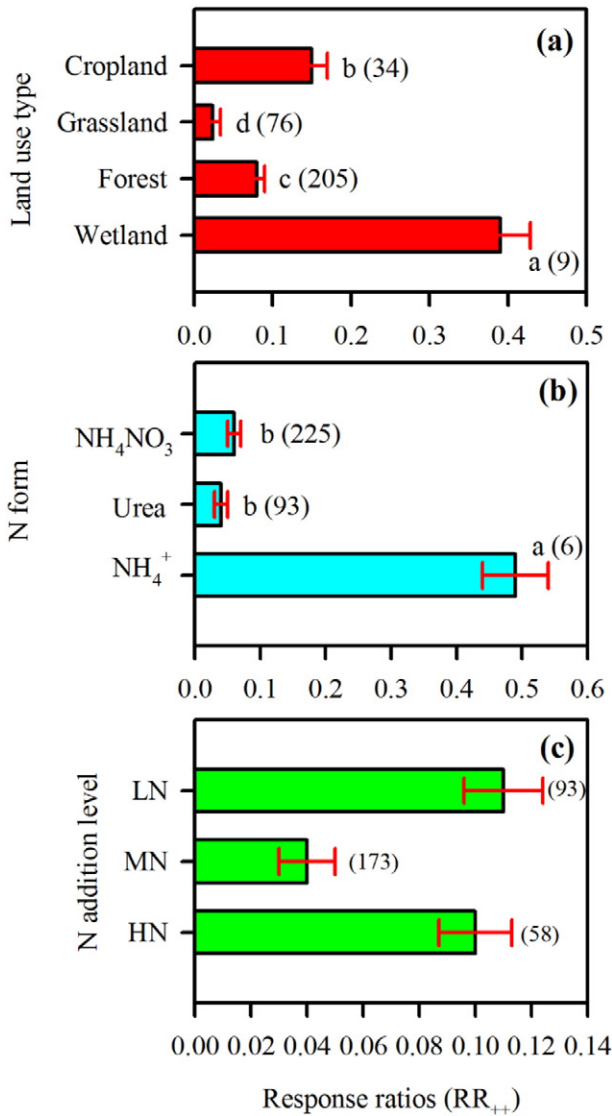 (a)
Land use type
Cropland
b (34)
Grassland
d (76)
Forest
c (205)
Wetland
a (9)
0.0 0.1 0.2 0.3 0.4 0.5
(b)
N form
NH₄NO₃
b (225)
Urea
b (93)
NH₄⁺
a (6)
0.0 0.1 0.2 0.3 0.4 0.5 0.6
(c)
N addition level
LN
(93)
MN
(173)
HN
(58)
0.00 0.02 0.04 0.06 0.08 0.10 0.12 0.14
Response ratios (RR₊₊)